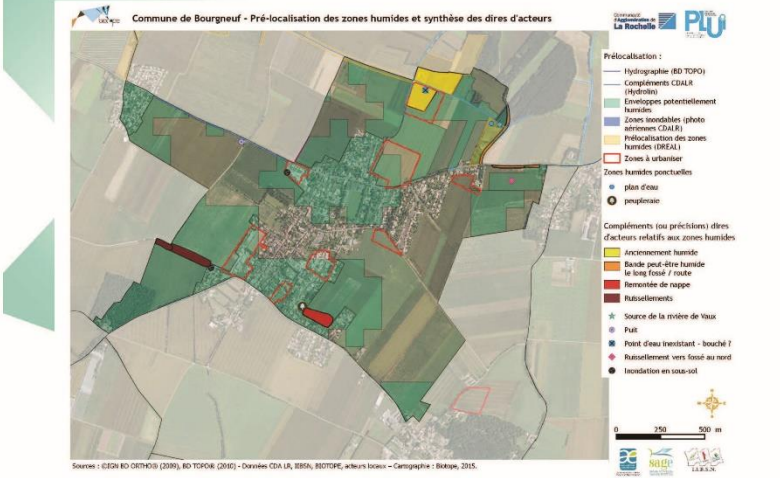 Commune de Bourgneuf - Pré-localisation des zones humides et synthèse des dires d'acteurs
Communauté
d'Agglomération de
La Rochelle
PLUi
Prélocalisation :
Hydrographie (BD TOPO)
Compléments CDALR
(Hydrolin)
Enveloppes potentiellement
humides
Zones inondables (photo
aériennes CDALR)
Prélocalisation des zones
humides (DREAL)
Zones à urbaniser
Zones humides ponctuelles
plan d'eau
peupleraie
Compléments (ou précisions) dires
d'acteurs relatifs aux zones humides
Anciennement humide
Bande peut-être humide
le long fossé / route
Remontée de nappe
Ruissellements
Source de la rivière de Vaux
Puit
Point d'eau inexistant - bouché ?
Ruissellement vers fossé au nord
Inondation en sous-sol
0 250 500 m
sage
I.I.B.S.N.
Sources : ©IGN BD ORTHO® (2009), BD TOPO® (2010) - Données CDA LR, IIBSN, BIOTOPE, acteurs locaux – Cartographie : Biotope, 2015.